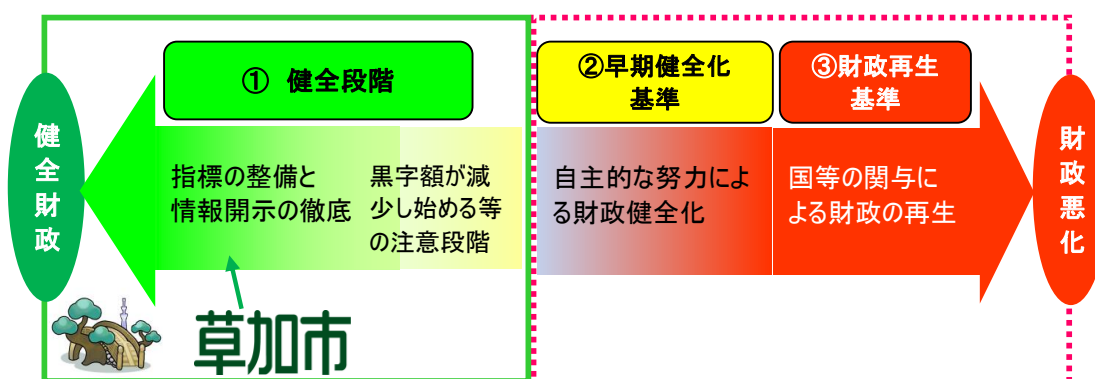 ① 健全段階
②早期健全化
基準
③財政再生
基準
健全財政
指標の整備と
情報開示の徹底
黒字額が減
少し始める等
の注意段階
自主的な努力によ
る財政健全化
国等の関与に
よる財政の再生
財政悪化
草加市